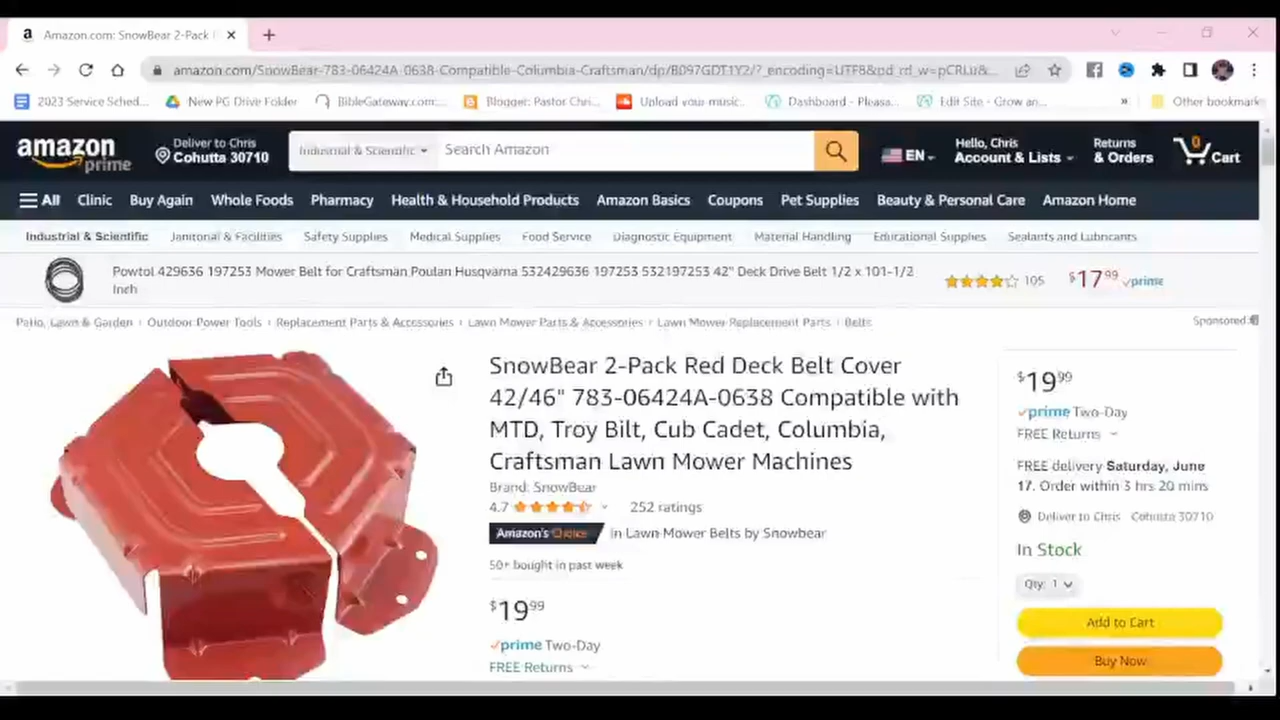 Amazon.com: SnowBear 2-Pack
amazon.com/SnowBear-783-06424A-0638-Compatible-Columbia-Craftsman/dp/B097GDT1Y2/?_encoding=UTF8&pd_rd_w=pCRLu&...
2023 Service Sched...
New PG Drive Folder
BibleGateway.com:...
Blogger: Pastor Chri...
Upload your music...
Dashboard - Pleasa...
Edit Site - Grow an...
»
Other bookmarks
amazon prime
Deliver to Chris
Cohutta 30710
Industrial & Scientific
Search Amazon
EN
Hello, Chris
Account & Lists
Returns
& Orders
0
Cart
All
Clinic
Buy Again
Whole Foods
Pharmacy
Health & Household Products
Amazon Basics
Coupons
Pet Supplies
Beauty & Personal Care
Amazon Home
Industrial & Scientific
Janitorial & Facilities
Safety Supplies
Medical Supplies
Food Service
Diagnostic Equipment
Material Handling
Educational Supplies
Sealants and Lubricants
Powtol 429636 197253 Mower Belt for Craftsman Poulan Husqvarna 532429636 197253 532197253 42" Deck Drive Belt 1/2 x 101-1/2
Inch
105
$17.99 prime
Patio, Lawn & Garden › Outdoor Power Tools › Replacement Parts & Accessories › Lawn Mower Parts & Accessories › Lawn Mower Replacement Parts › Belts
Sponsored
SnowBear 2-Pack Red Deck Belt Cover
42/46" 783-06424A-0638 Compatible with
MTD, Troy Bilt, Cub Cadet, Columbia,
Craftsman Lawn Mower Machines
Brand: SnowBear
4.7
252 ratings
Amazon's Choice
in Lawn Mower Belts by Snowbear
50+ bought in past week
$19.99
prime Two-Day
FREE Returns
$19.99
prime Two-Day
FREE Returns
FREE delivery Saturday, June
17. Order within 3 hrs 20 mins
Deliver to Chris - Cohutta 30710
In Stock
Qty: 1
Add to Cart
Buy Now